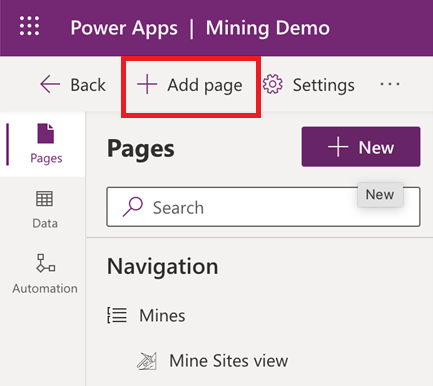 Power Apps | Mining Demo
Back
Add page
Settings
Pages
Data
Automation
Pages
New
Search
New
Navigation
Mines
Mine Sites view